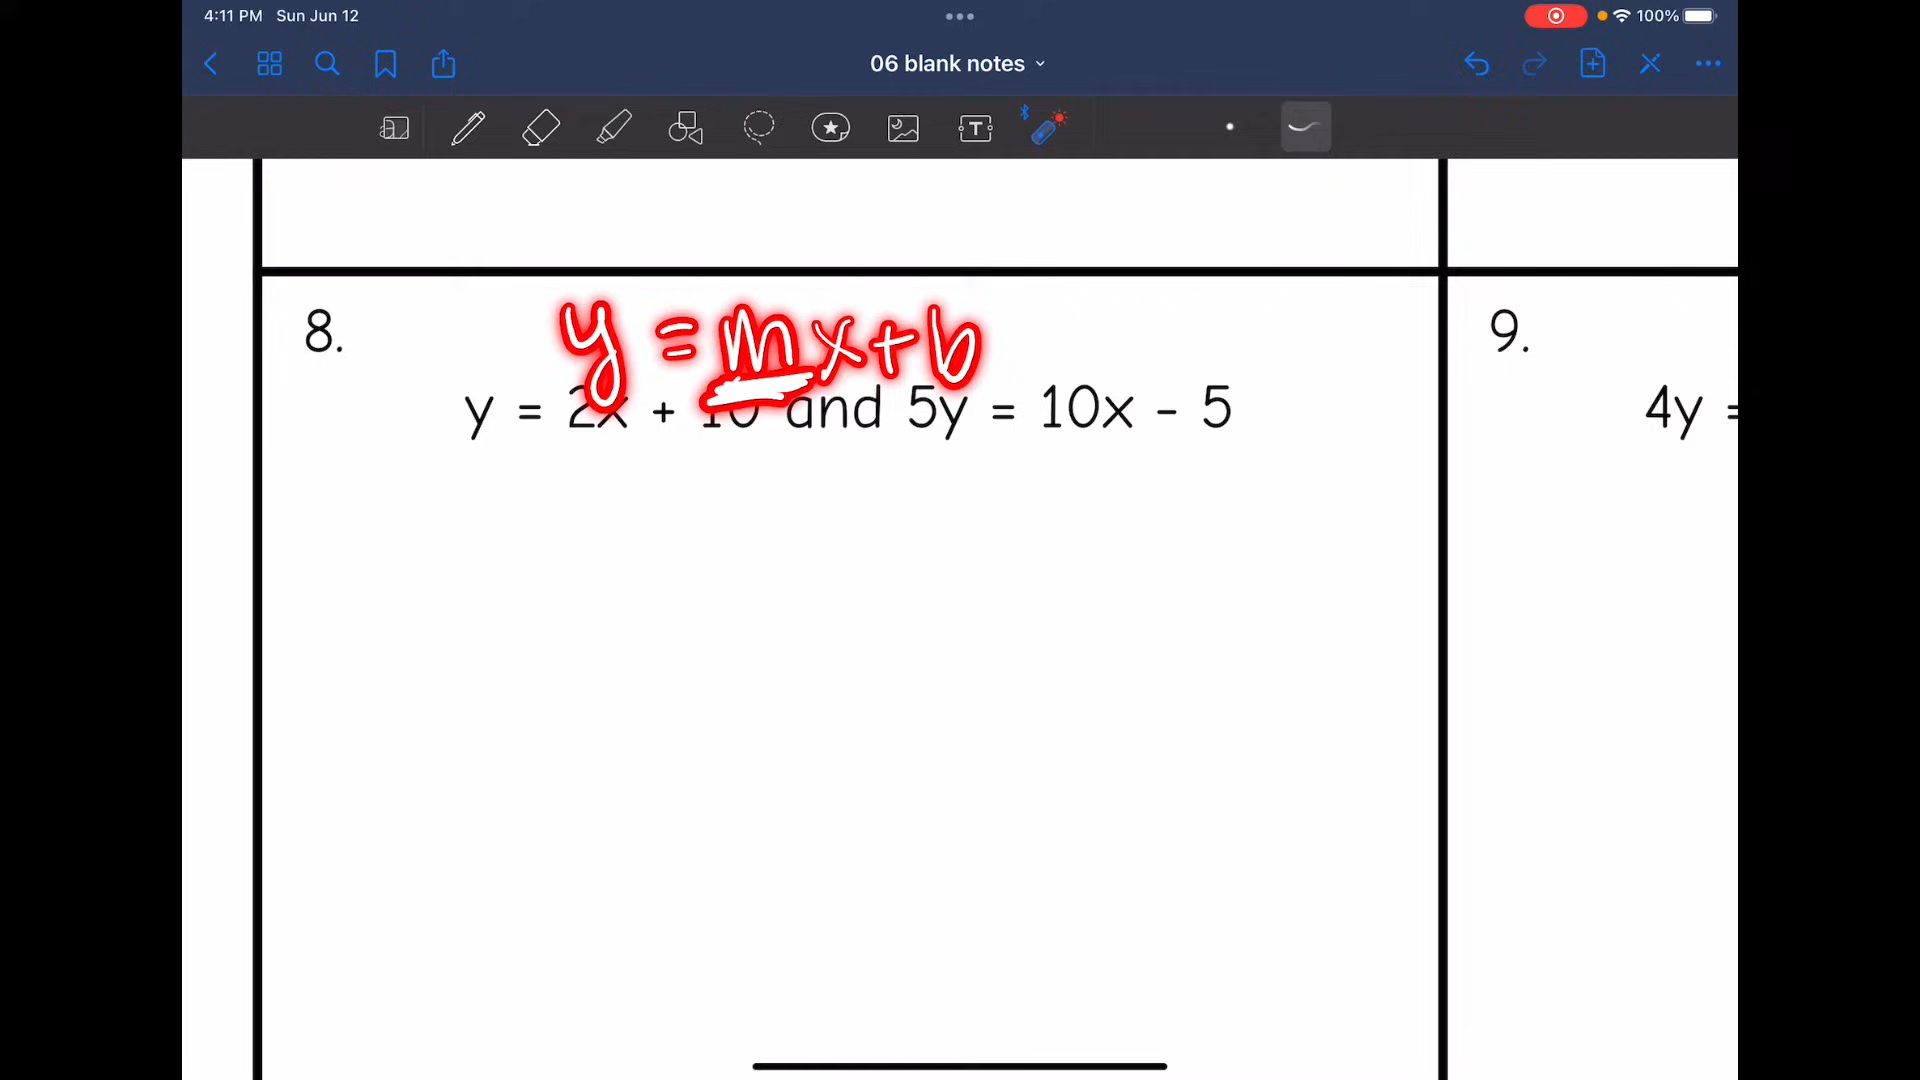 4:11 PM Sun Jun 12
100%
06 blank notes
T
8.
y = mx+b
9.
y = 2x + 10 and 5y = 10x - 5
4y =